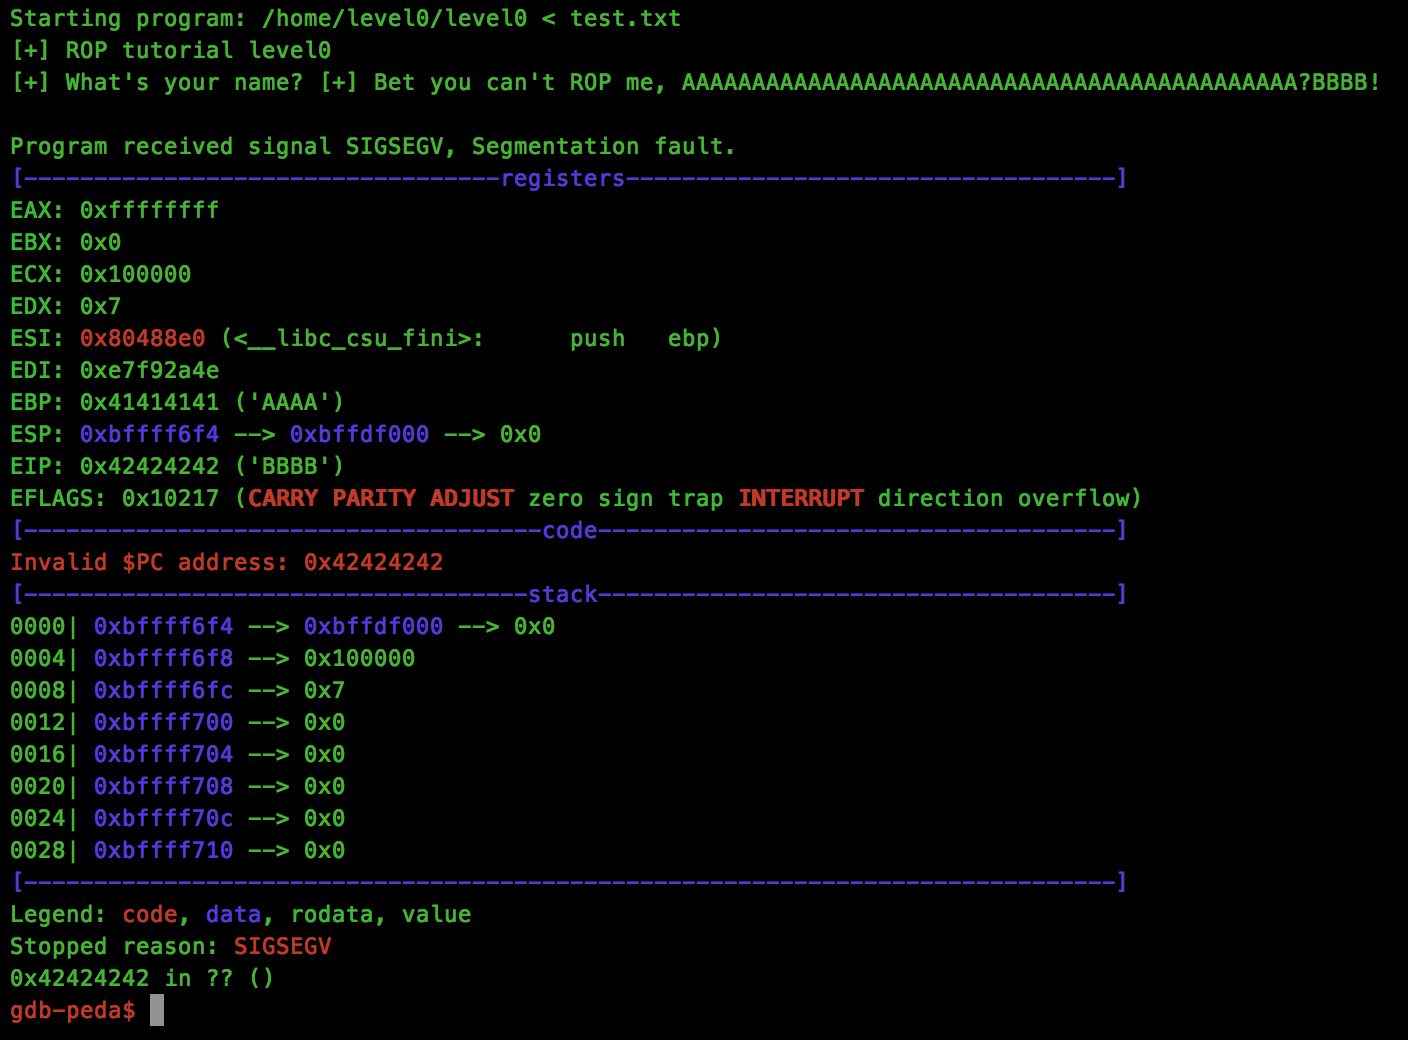 Starting program: /home/level0/level0 < test.txt
[+] ROP tutorial level0
[+] What's your name? [+] Bet you can't ROP me, AAAAAAAAAAAAAAAAAAAAAAAAAAAAAAAAAAAAAAAAAAAA?BBBB!
Program received signal SIGSEGV, Segmentation fault.
[----------------------------------registers-----------------------------------]
EAX: 0xffffffff
EBX: 0x0
ECX: 0x100000
EDX: 0x7
ESI: 0x80488e0 (<__libc_csu_fini>:      push   ebp)
EDI: 0xe7f92a4e
EBP: 0x41414141 ('AAAA')
ESP: 0xbffff6f4 --> 0xbffdf000 --> 0x0
EIP: 0x42424242 ('BBBB')
EFLAGS: 0x10217 (CARRY PARITY ADJUST zero sign trap INTERRUPT direction overflow)
[-------------------------------------code-------------------------------------]
Invalid $PC address: 0x42424242
[------------------------------------stack-------------------------------------]
0000| 0xbffff6f4 --> 0xbffdf000 --> 0x0
0004| 0xbffff6f8 --> 0x100000
0008| 0xbffff6fc --> 0x7
0012| 0xbffff700 --> 0x0
0016| 0xbffff704 --> 0x0
0020| 0xbffff708 --> 0x0
0024| 0xbffff70c --> 0x0
0028| 0xbffff710 --> 0x0
[------------------------------------------------------------------------------]
Legend: code, data, rodata, value
Stopped reason: SIGSEGV
0x42424242 in ?? ()
gdb-peda$